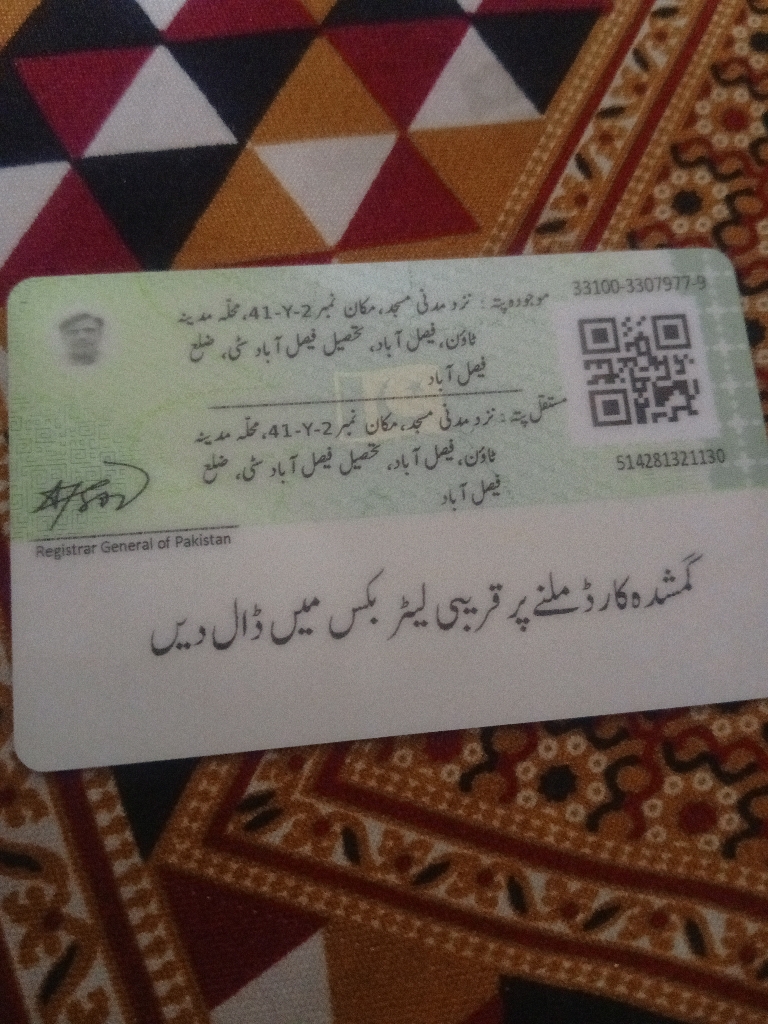 33100-3307977-9
موجودہ پتہ : نزد مدنی مسجد، مکان نمبر 2-Y-41، محلّہ مدینہ
ٹاؤن، فیصل آباد، تحصیل فیصل آباد سٹی، ضلع
فیصل آباد
مستقل پتہ : نزد مدنی مسجد، مکان نمبر 2-Y-41، محلّہ مدینہ
ٹاؤن، فیصل آباد، تحصیل فیصل آباد سٹی، ضلع
فیصل آباد
514281321130
Registrar General of Pakistan
گمشدہ کارڈ ملنے پر قریبی لیٹر بکس میں ڈال دیں